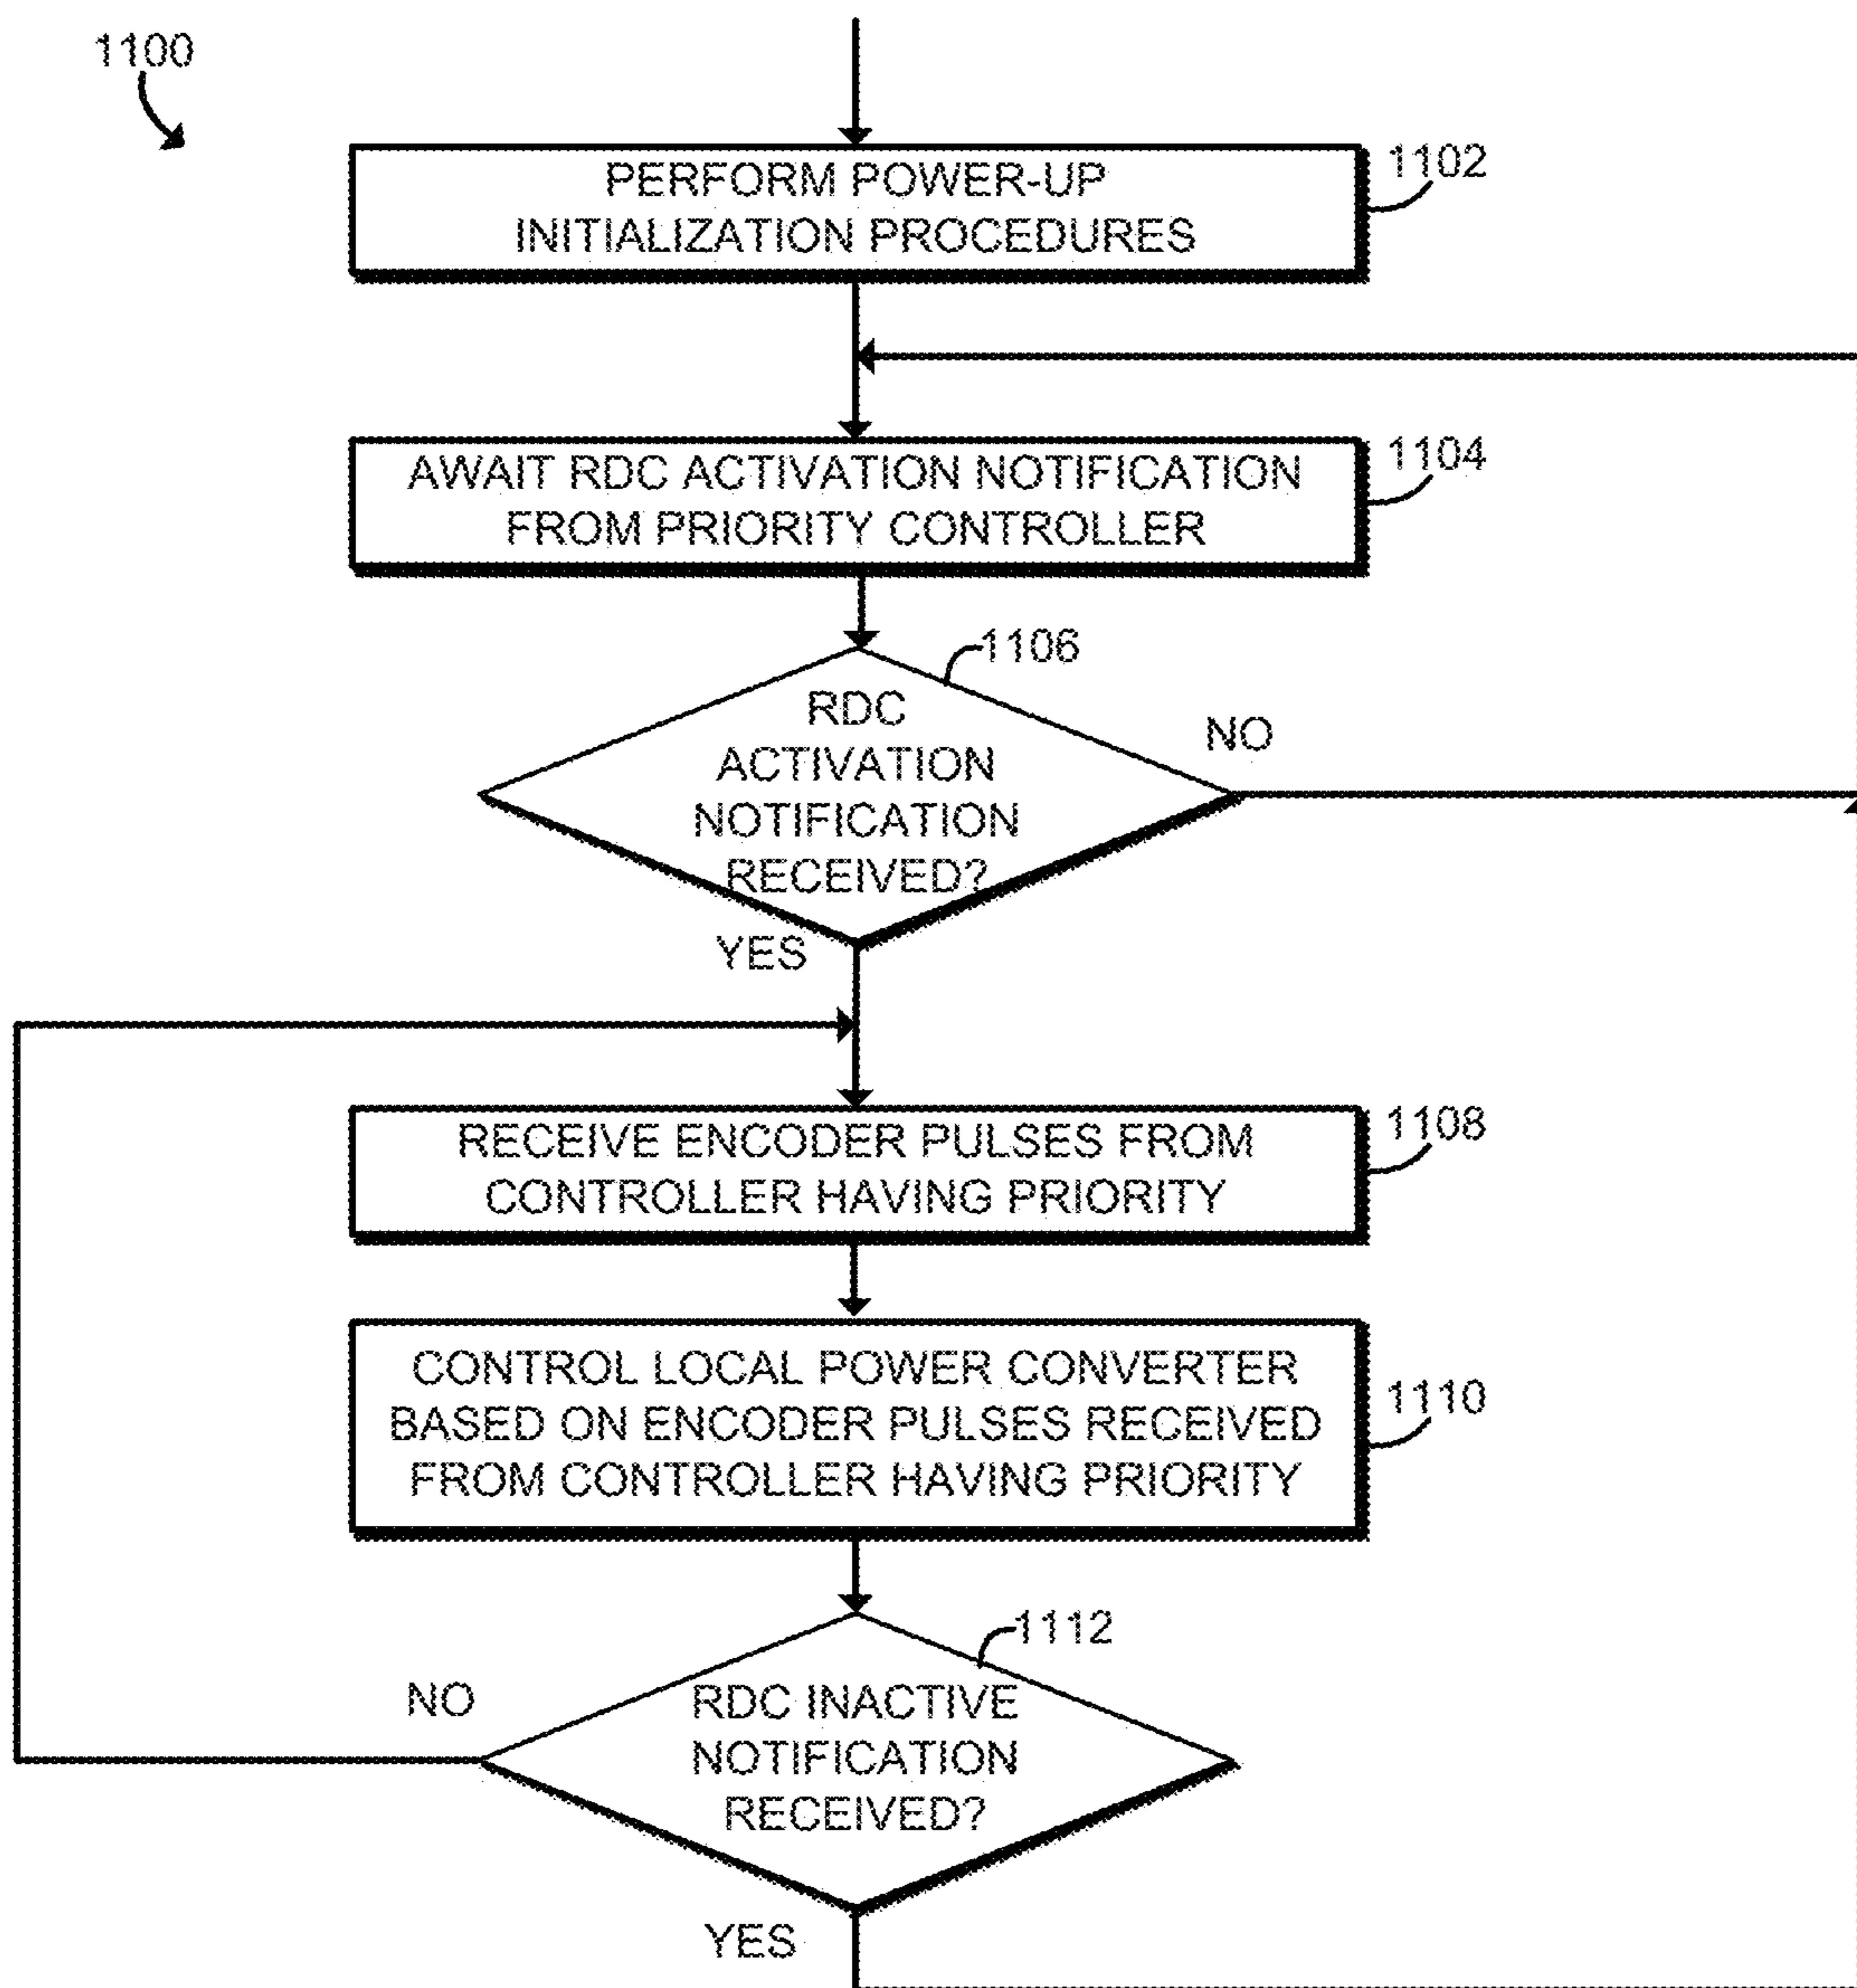 1100
PERFORM POWER-UP
INITIALIZATION PROCEDURES
1102
AWAIT RDC ACTIVATION NOTIFICATION
FROM PRIORITY CONTROLLER
1104
1106
RDC
ACTIVATION
NOTIFICATION
RECEIVED?
NO
YES
RECEIVE ENCODER PULSES FROM
CONTROLLER HAVING PRIORITY
1108
CONTROL LOCAL POWER CONVERTER
BASED ON ENCODER PULSES RECEIVED
FROM CONTROLLER HAVING PRIORITY
1110
1112
NO
RDC INACTIVE
NOTIFICATION
RECEIVED?
YES